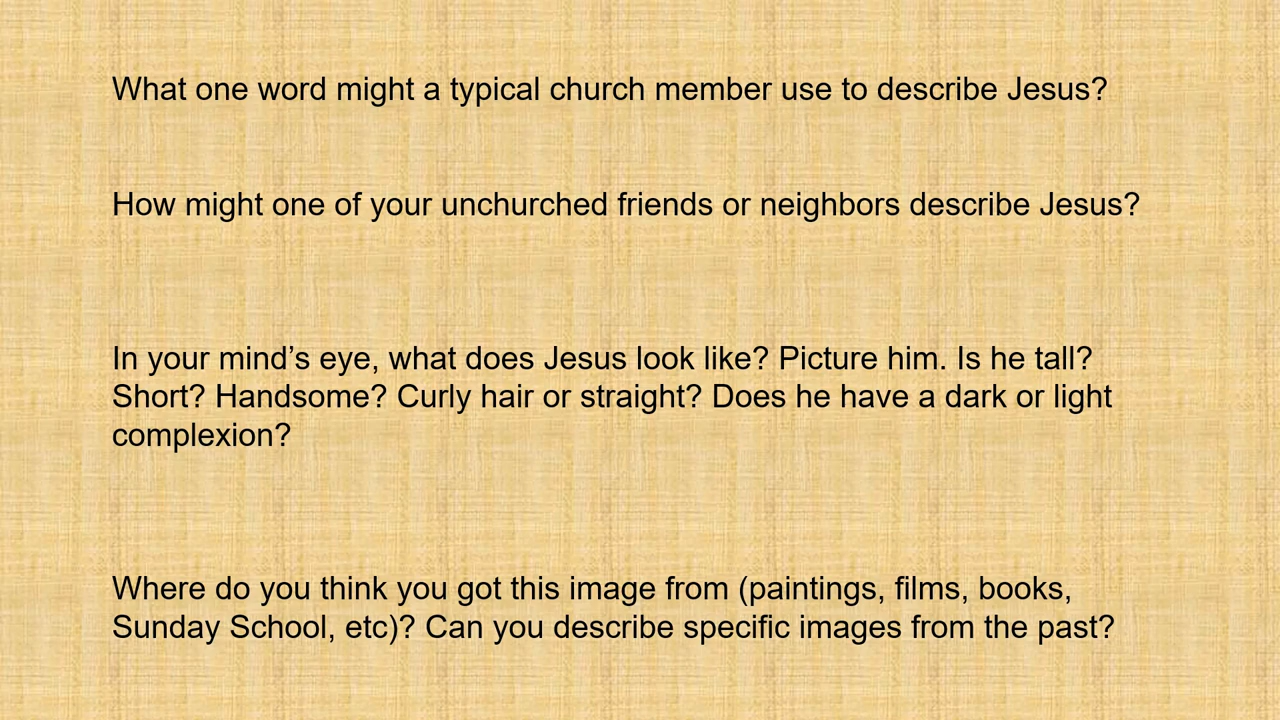 What one word might a typical church member use to describe Jesus?
How might one of your unchurched friends or neighbors describe Jesus?
In your mind’s eye, what does Jesus look like? Picture him. Is he tall?
Short? Handsome? Curly hair or straight? Does he have a dark or light
complexion?
Where do you think you got this image from (paintings, films, books,
Sunday School, etc)? Can you describe specific images from the past?